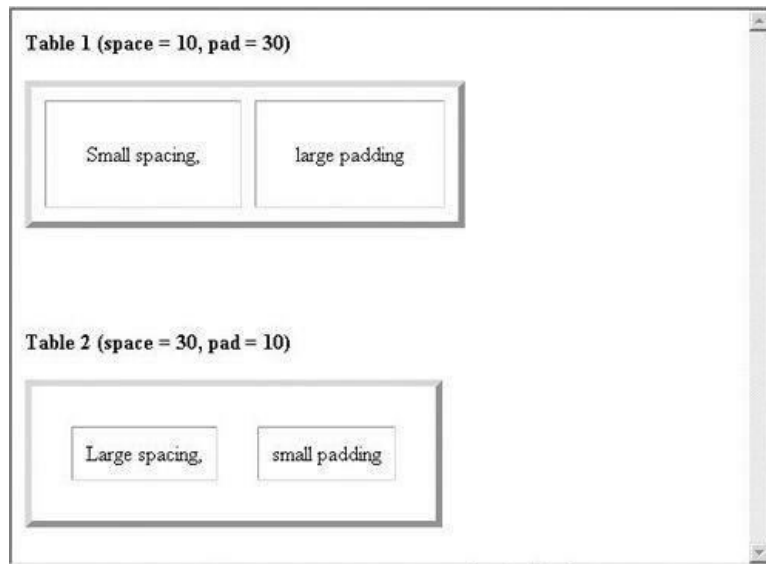 Table 1 (space = 10, pad = 30)
Small spacing, large padding
Table 2 (space = 30, pad = 10)
Large spacing, small padding